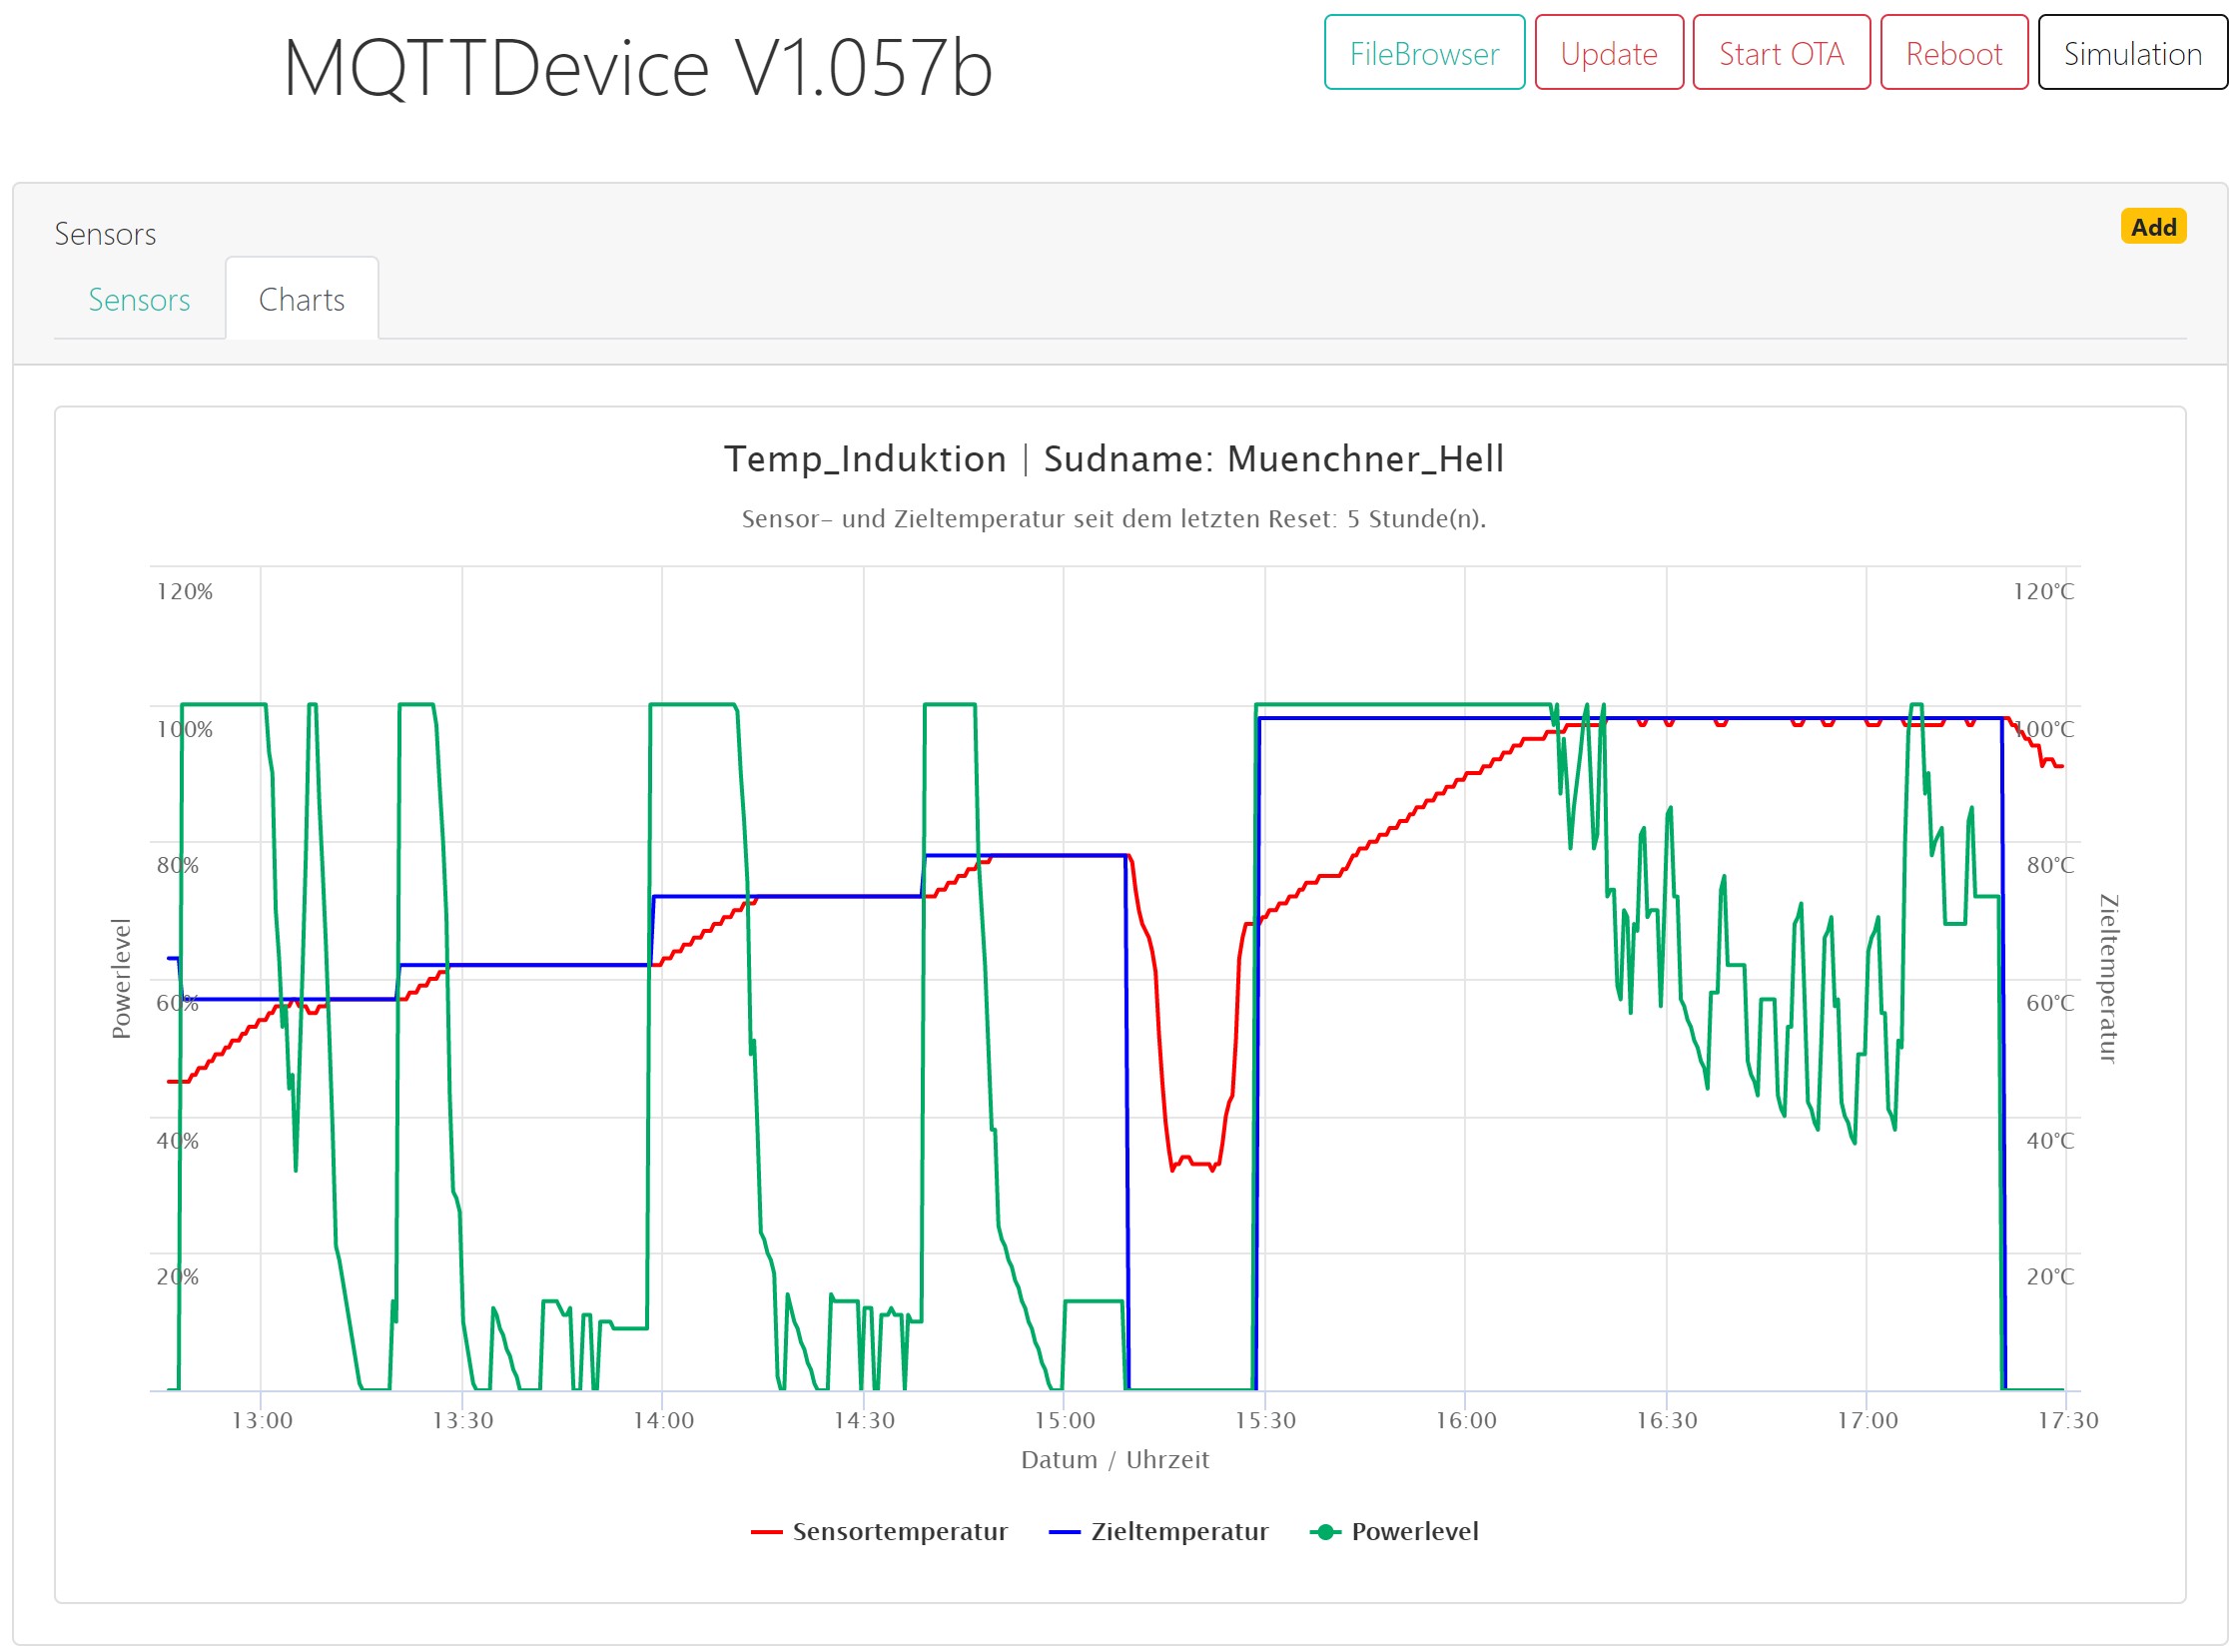 MQTTDevice V1.057b
FileBrowser Update Start OTA Reboot Simulation
Sensors
Add
Sensors Charts
Temp_Induktion | Sudname: Muenchner_Hell
Sensor- und Zieltemperatur seit dem letzten Reset: 5 Stunde(n).
120% 120°C
100% 100°C
80% 80°C
60% 60°C
40% 40°C
20% 20°C
Powerlevel
Zieltemperatur
13:00 13:30 14:00 14:30 15:00 15:30 16:00 16:30 17:00 17:30
Datum / Uhrzeit
Sensortemperatur Zieltemperatur Powerlevel